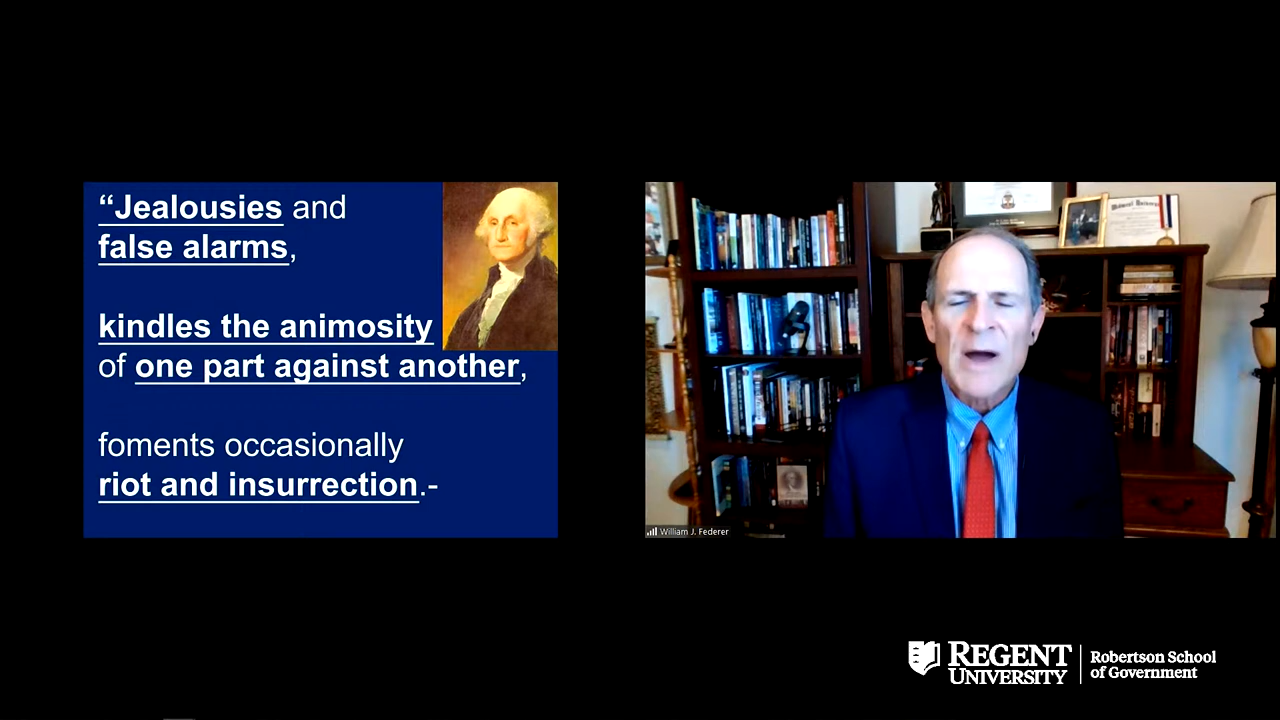 “Jealousies and
false alarms,
kindles the animosity
of one part against another,
foments occasionally
riot and insurrection.-
William J. Federer
REGENT
UNIVERSITY
Robertson School
of Government